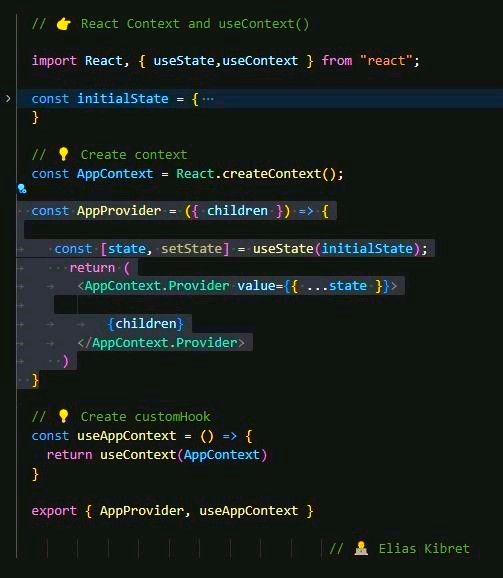 // 👉 React Context and useContext()
import React, { useState,useContext } from "react";
const initialState = { ...
}
// 💡 Create context
const AppContext = React.createContext();
const AppProvider = ({ children }) => {
const [state, setState] = useState(initialState);
return (
<AppContext.Provider value={{ ...state }}>
{children}
</AppContext.Provider>
)
}
// 💡 Create customHook
const useAppContext = () => {
return useContext(AppContext)
}
export { AppProvider, useAppContext }
// 👨‍💻 Elias Kibret